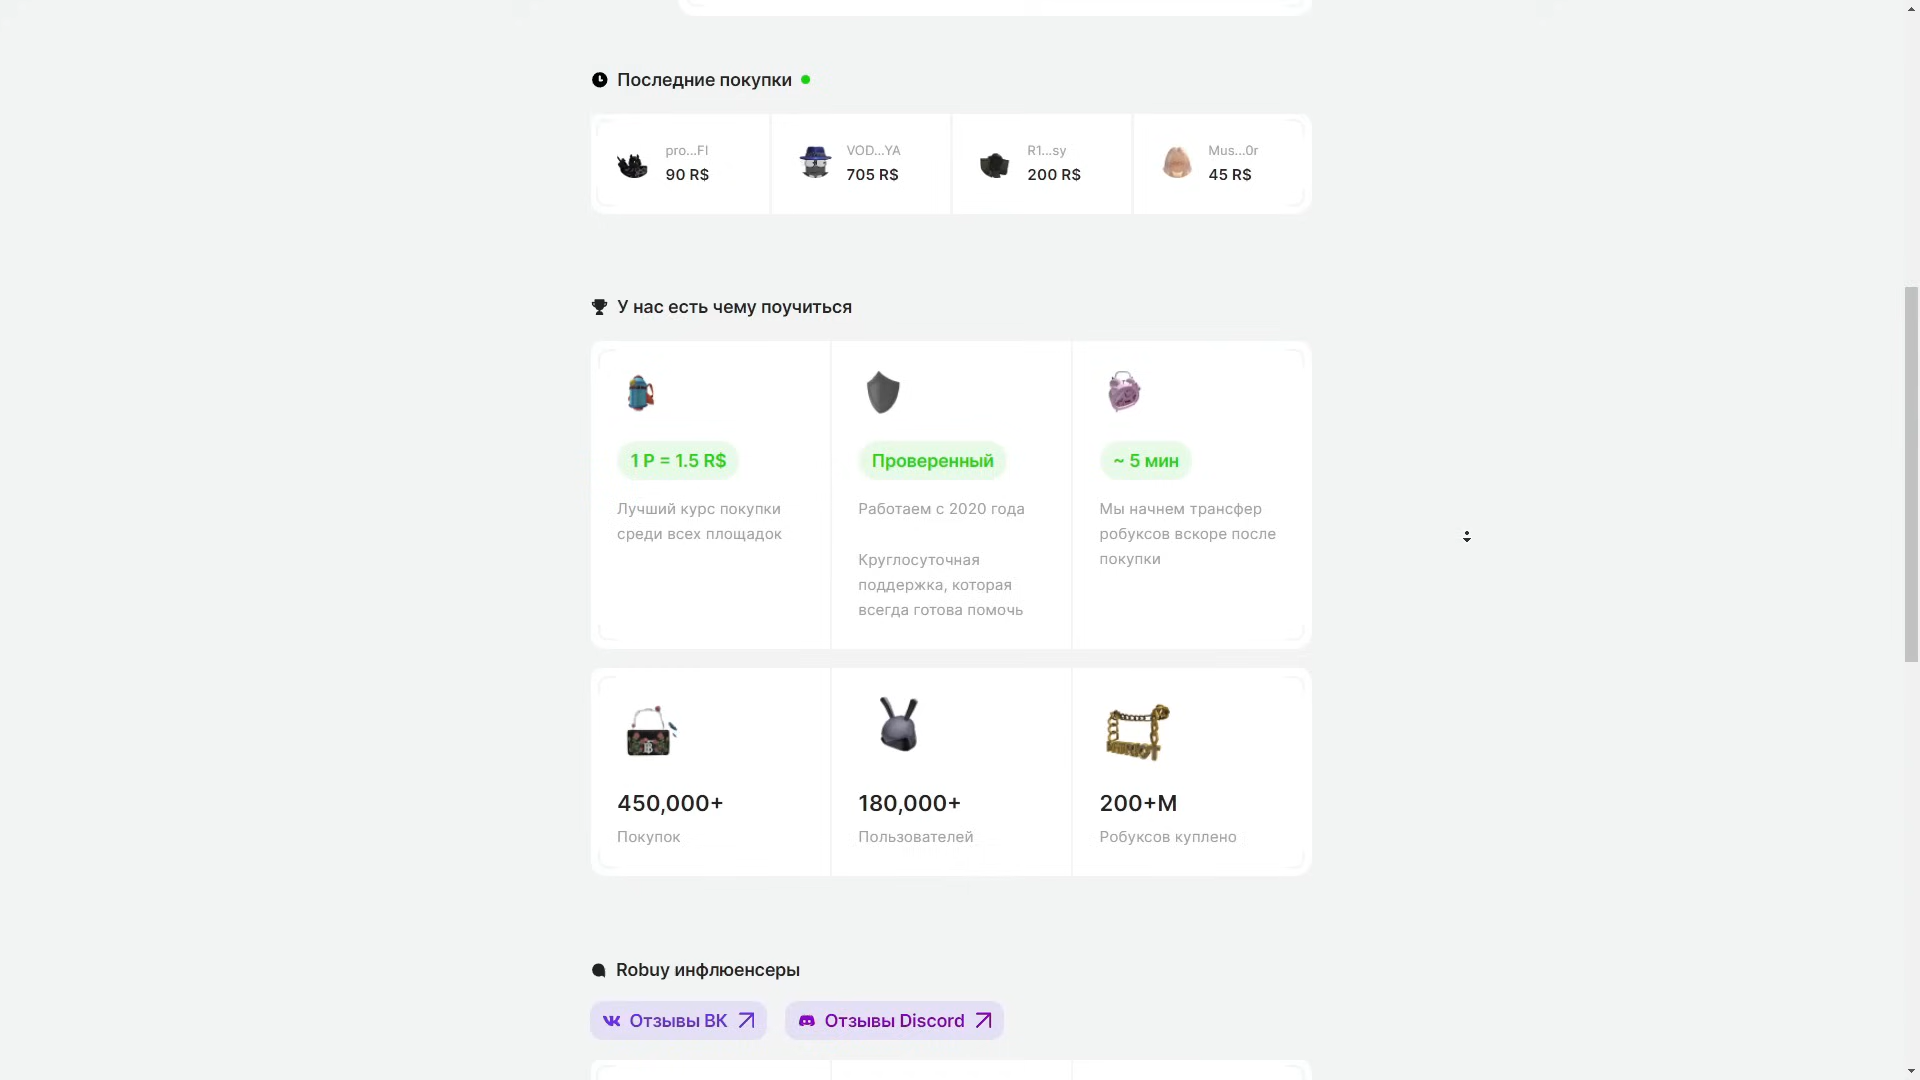 Последние покупки
pro...FI
90 R$
VOD...YA
705 R$
R1...sy
200 R$
Mus...0r
45 R$
У нас есть чему поучиться
1 Р = 1.5 R$
Лучший курс покупки
среди всех площадок
Проверенный
Работаем с 2020 года
Круглосуточная
поддержка, которая
всегда готова помочь
~ 5 мин
Мы начнем трансфер
робуксов вскоре после
покупки
450,000+
Покупок
180,000+
Пользователей
200+M
Робуксов куплено
Robuy инфлюенсеры
Отзывы ВК
Отзывы Discord